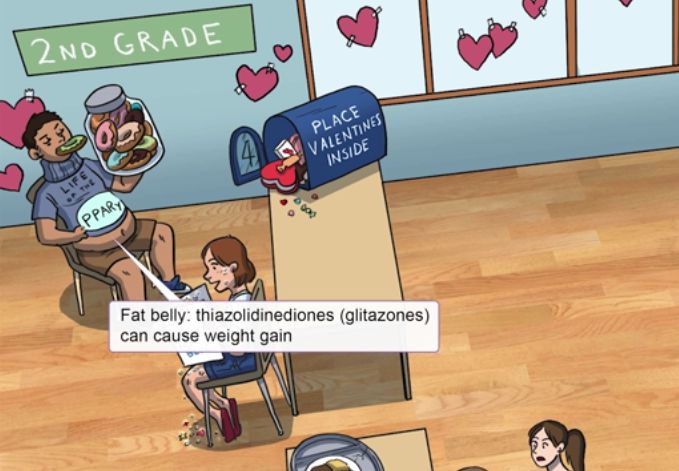 2ND GRADE
PLACE
VALENTINES
INSIDE
4
LIFE
OF THE
PPARγ
Fat belly: thiazolidinediones (glitazones)
can cause weight gain